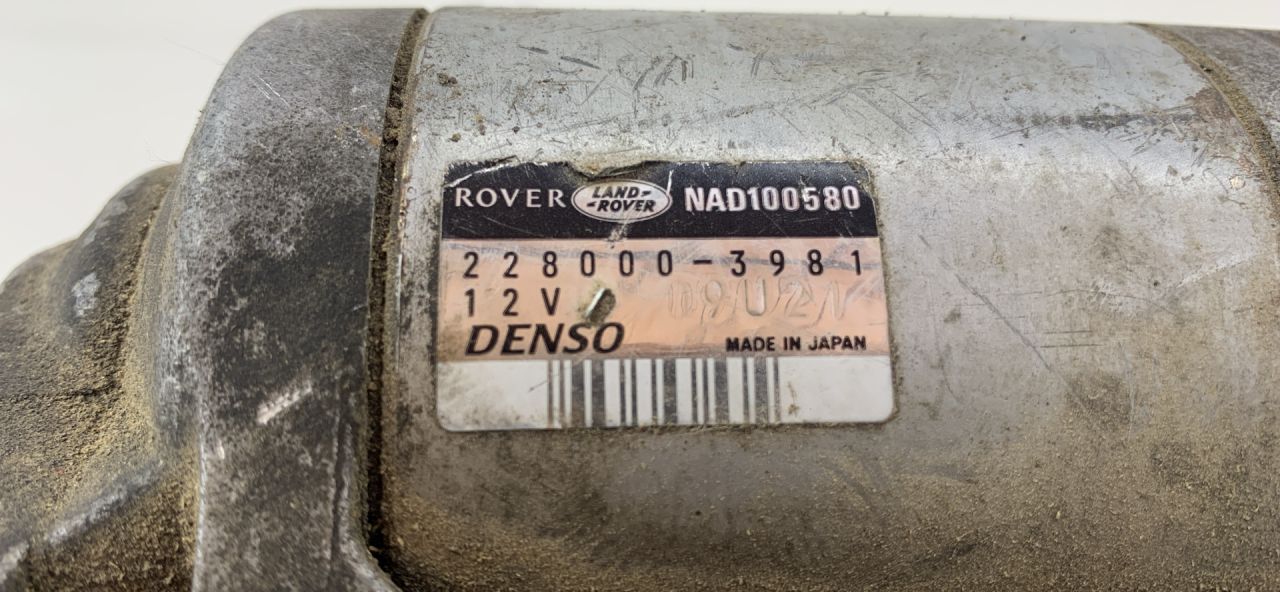 ROVER LAND-ROVER NAD100580
228000-3981
12V
DENSO MADE IN JAPAN